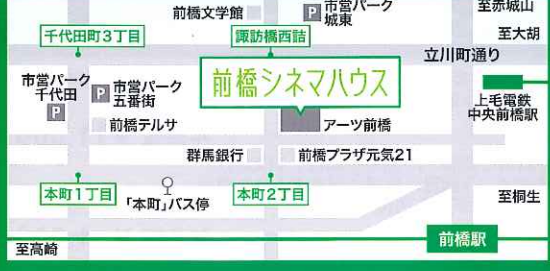 前橋文学館
P 市営パーク
城東
至赤城山
至大胡
千代田町3丁目
諏訪橋西詰
立川町通り
前橋シネマハウス
市営パーク
千代田
P
P 市営パーク
五番街
上毛電鉄
中央前橋駅
前橋テルサ
アーツ前橋
群馬銀行
前橋プラザ元気21
本町1丁目
「本町」バス停
本町2丁目
至桐生
前橋駅
至高崎